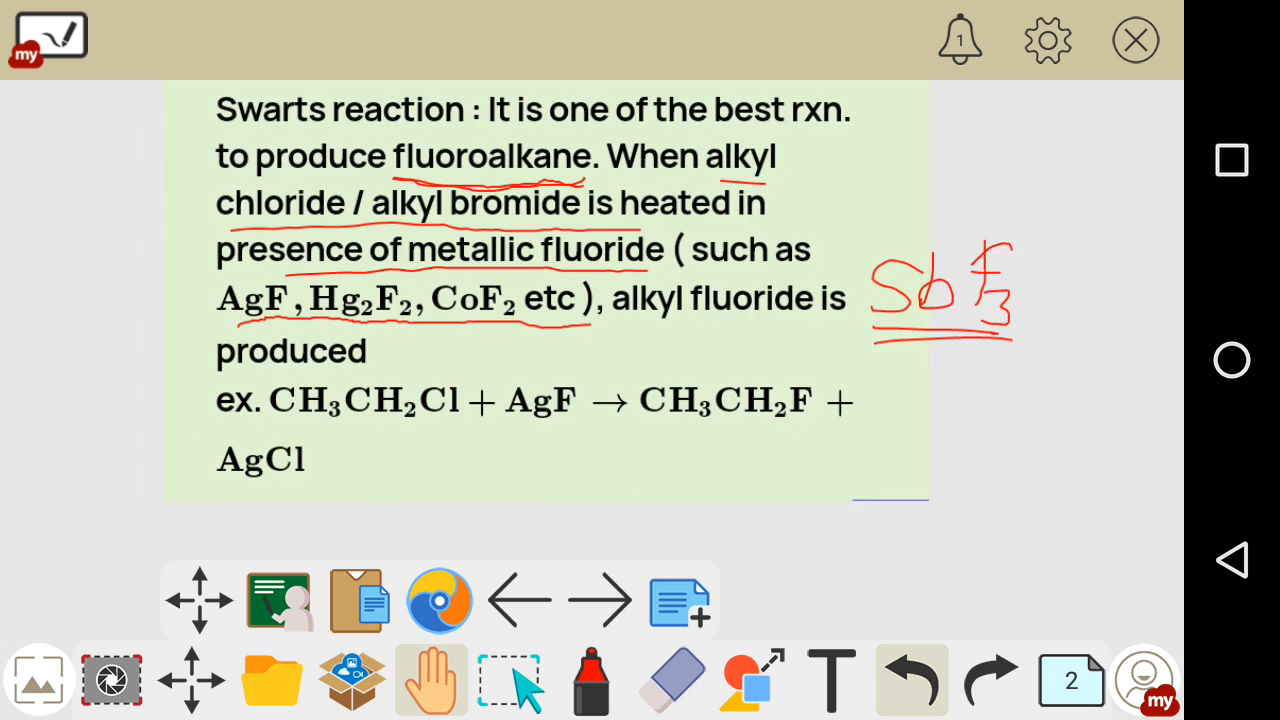 my
1
Swarts reaction : It is one of the best rxn.
to produce fluoroalkane. When alkyl
chloride / alkyl bromide is heated in
presence of metallic fluoride ( such as
AgF, Hg₂F₂, CoF₂ etc ), alkyl fluoride is
SbF₃
produced
ex. CH₃CH₂Cl + AgF → CH₃CH₂F +
AgCl
T
2
my